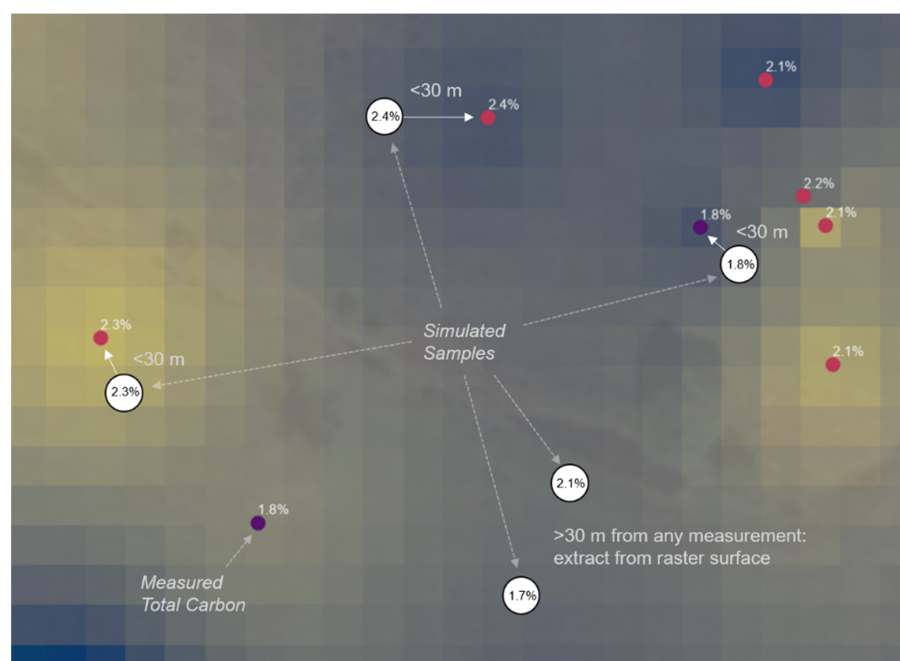 2.1%
<30 m
2.4%
2.4%
2.2%
2.1%
1.8%
<30 m
1.8%
2.3%
<30 m
2.3%
Simulated
Samples
2.1%
2.1%
1.8%
>30 m from any measurement:
extract from raster surface
Measured
Total Carbon
1.7%